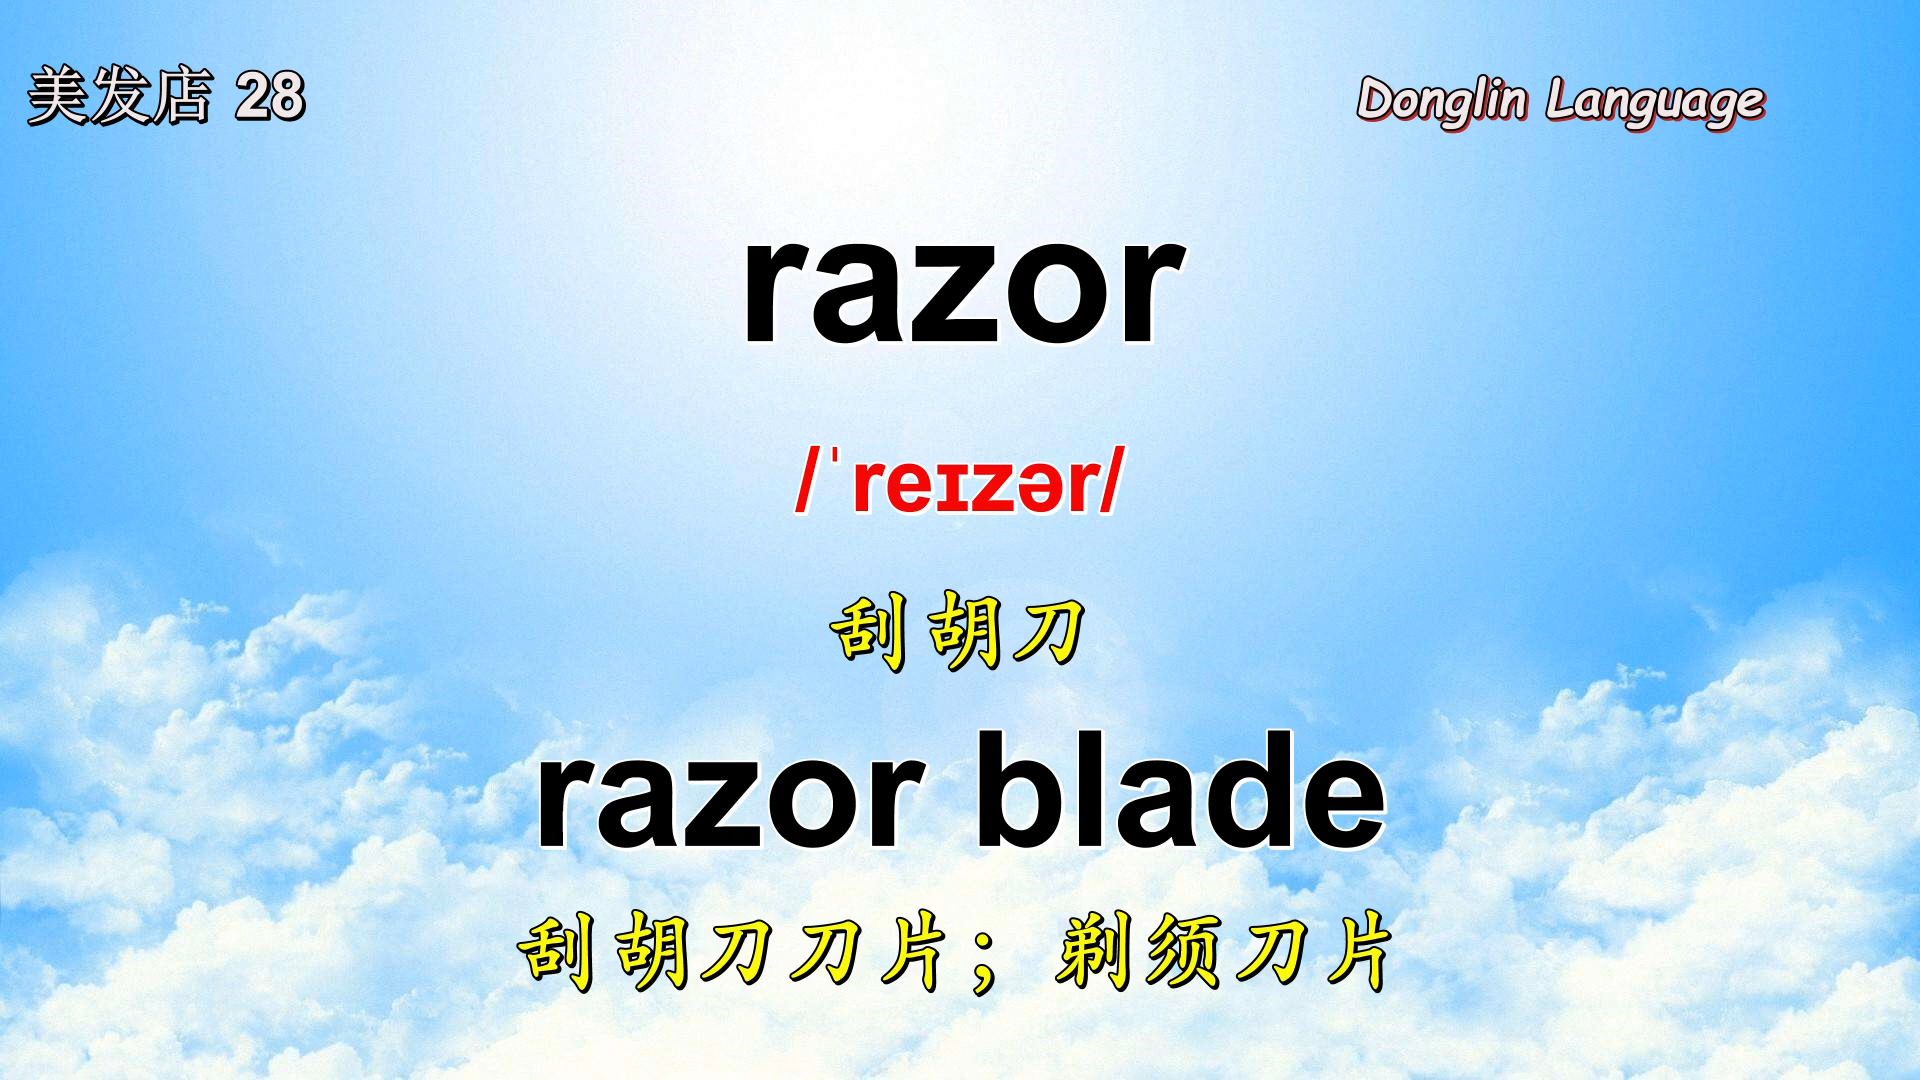 美发店 28
Donglin Language
razor
/ˈreɪzər/
刮胡刀
razor blade
刮胡刀刀片；剃须刀片